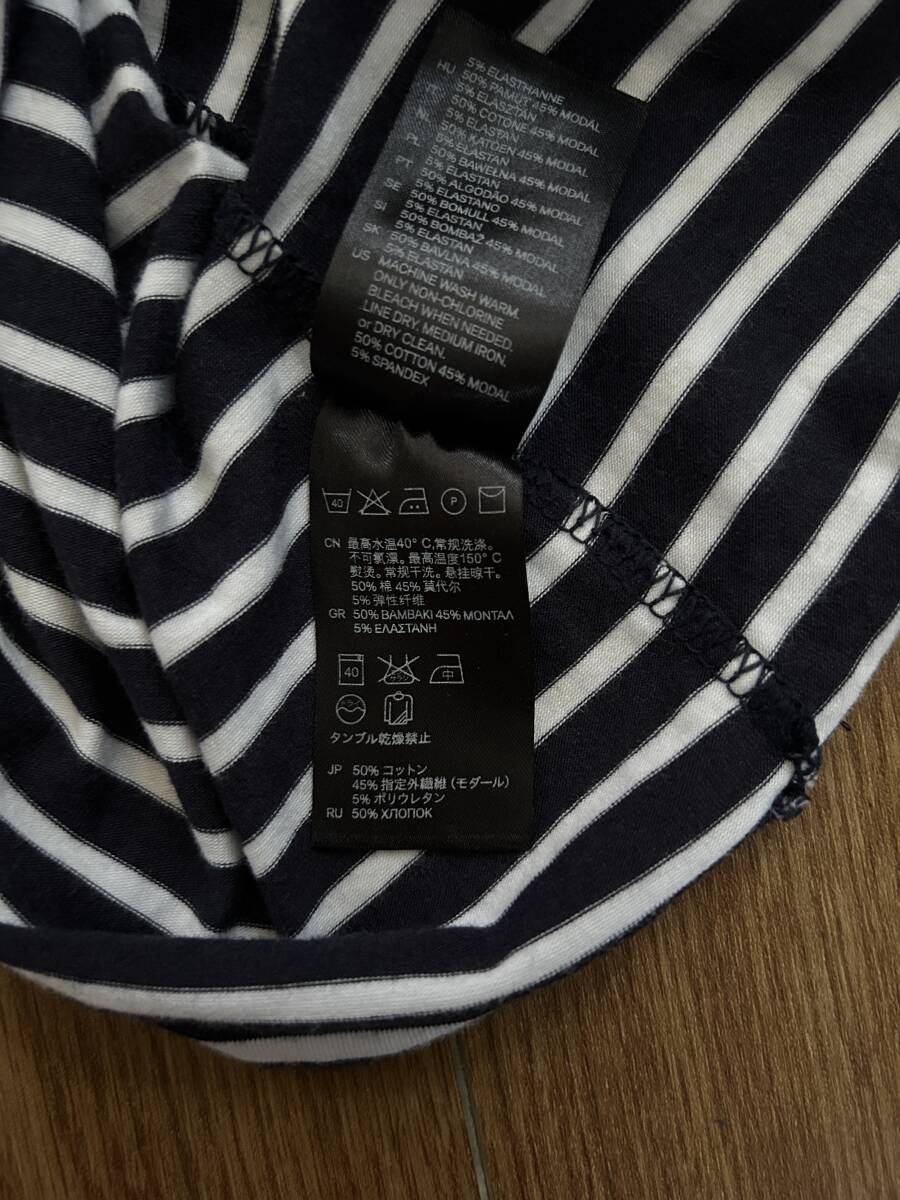 5% ELASTHANNE
HU 50% PAMUT 45% MODAL
5% ELASZTÁN
IT 50% COTONE 45% MODAL
5% ELASTAN
NL 50% KATOEN 45% MODAL
5% ELASTAN
PL 50% BAWEŁNA 45% MODAL
5% ELASTAN
PT 50% ALGODÃO 45% MODAL
5% ELASTANO
SE 50% BOMULL 45% MODAL
5% ELASTAN
SI 50% BOMBAŽ 45% MODAL
5% ELASTAN
SK 50% BAVLNA 45% MODAL
5% ELASTAN
US MACHINE WASH WARM.
ONLY NON-CHLORINE
BLEACH WHEN NEEDED.
LINE DRY. MEDIUM IRON.
or DRY CLEAN.
50% COTTON 45% MODAL
5% SPANDEX
40 P
CN 最高水温40° C,常规洗涤。
不可氯漂。最高温度150° C
熨烫。常规干洗。悬挂晾干。
50% 棉 45% 莫代尔
5% 弹性纤维
GR 50% ΒΑΜΒΑΚΙ 45% ΜΟΝΤΑΛ
5% ΕΛΑΣΤΑΝΗ
40 中
タンブル乾燥禁止
JP 50% コットン
45% 指定外繊維 (モダール)
5% ポリウレタン
RU 50% ХЛОПОК